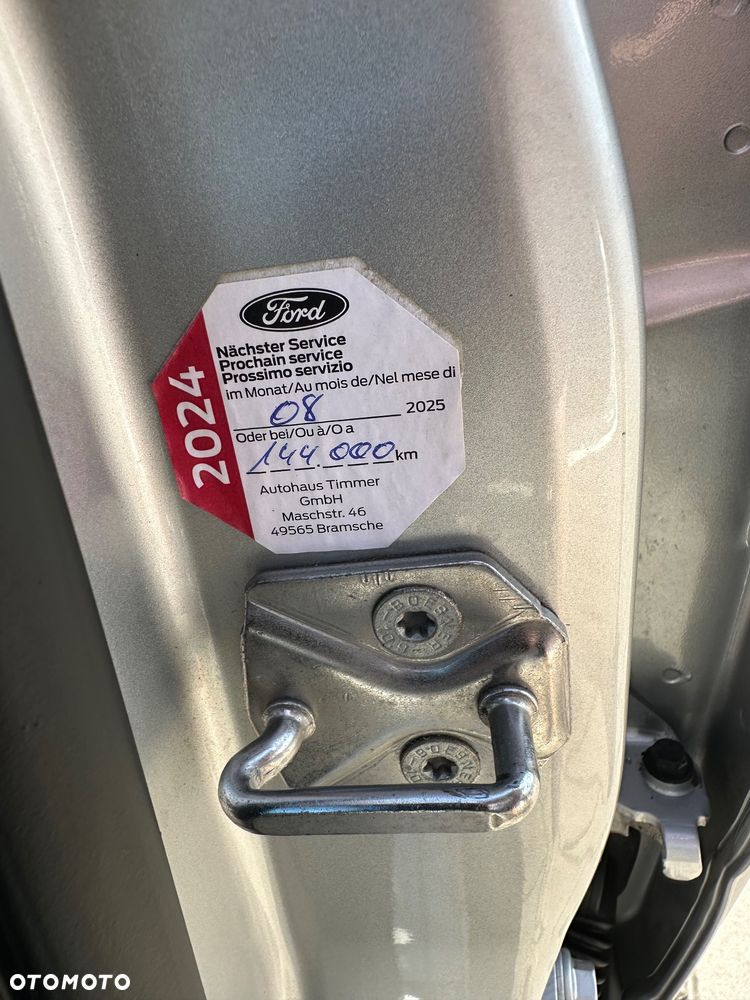 Ford
2024
Nächster Service
Prochain service
Prossimo servizio
im Monat/Au mois de/Nel mese di
08 2025
Oder bei/Ou à/O a
144.000 km
Autohaus Timmer
GmbH
Maschstr. 46
49565 Bramsche
OTOMOTO